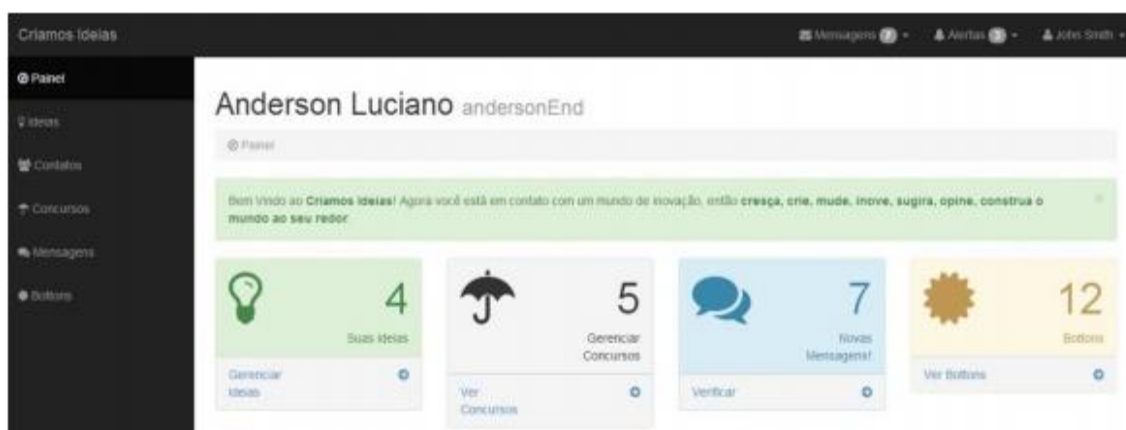 Criamos Ideias
Mensagens 7
Alertas 3
John Smith
Painel
Ideias
Contatos
Concursos
Mensagens
Bottons
Anderson Luciano andersonEnd
Painel
Bem Vindo ao Criamos Ideias! Agora você está em contato com um mundo de inovação, então cresça, crie, mude, inove, sugira, opine, construa o
mundo ao seu redor
4
Suas Ideias
Gerenciar
Ideias
5
Gerenciar
Concursos
Ver
Concursos
7
Novas
Mensagens!
Verificar
12
Bottons
Ver Bottons